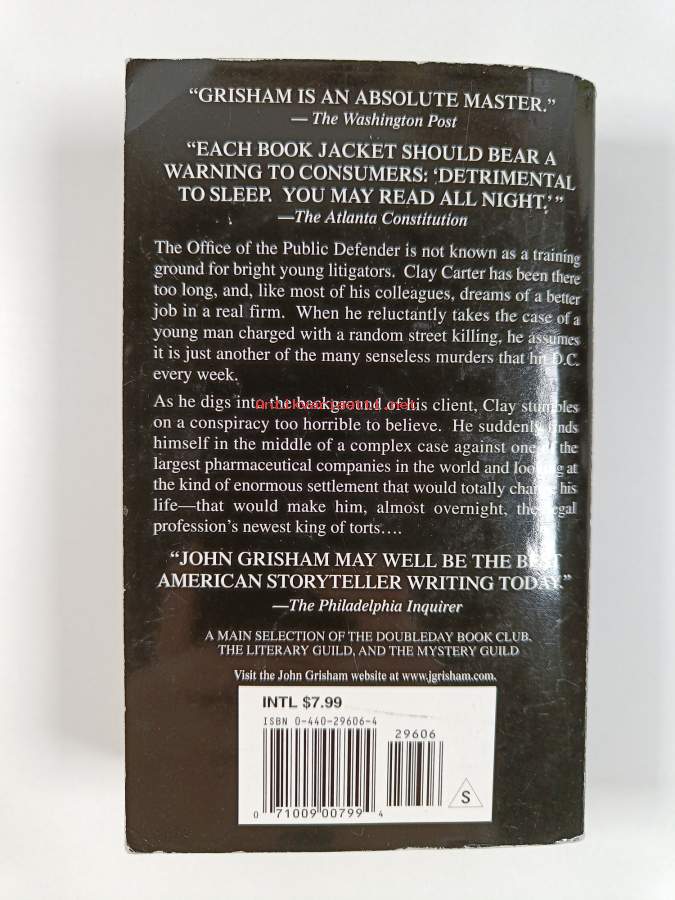 “GRISHAM IS AN ABSOLUTE MASTER.”
— The Washington Post
“EACH BOOK JACKET SHOULD BEAR A
WARNING TO CONSUMERS: ‘DETRIMENTAL
TO SLEEP. YOU MAY READ ALL NIGHT.’”
—The Atlanta Constitution
The Office of the Public Defender is not known as a training
ground for bright young litigators. Clay Carter has been there
too long, and, like most of his colleagues, dreams of a better
job in a real firm. When he reluctantly takes the case of a
young man charged with a random street killing, he assumes
it is just another of the many senseless murders that hit D.C.
every week.
As he digs into the background of his client, Clay stumbles
on a conspiracy too horrible to believe. He suddenly finds
himself in the middle of a complex case against one of the
largest pharmaceutical companies in the world and looking at
the kind of enormous settlement that would totally change his
life—that would make him, almost overnight, the legal
profession’s newest king of torts….
“JOHN GRISHAM MAY WELL BE THE BEST
AMERICAN STORYTELLER WRITING TODAY.”
—The Philadelphia Inquirer
A MAIN SELECTION OF THE DOUBLEDAY BOOK CLUB,
THE LITERARY GUILD, AND THE MYSTERY GUILD
Visit the John Grisham website at www.jgrisham.com.
INTL $7.99
ISBN 0-440-29606-4
29606
S
0 71009 00799 4